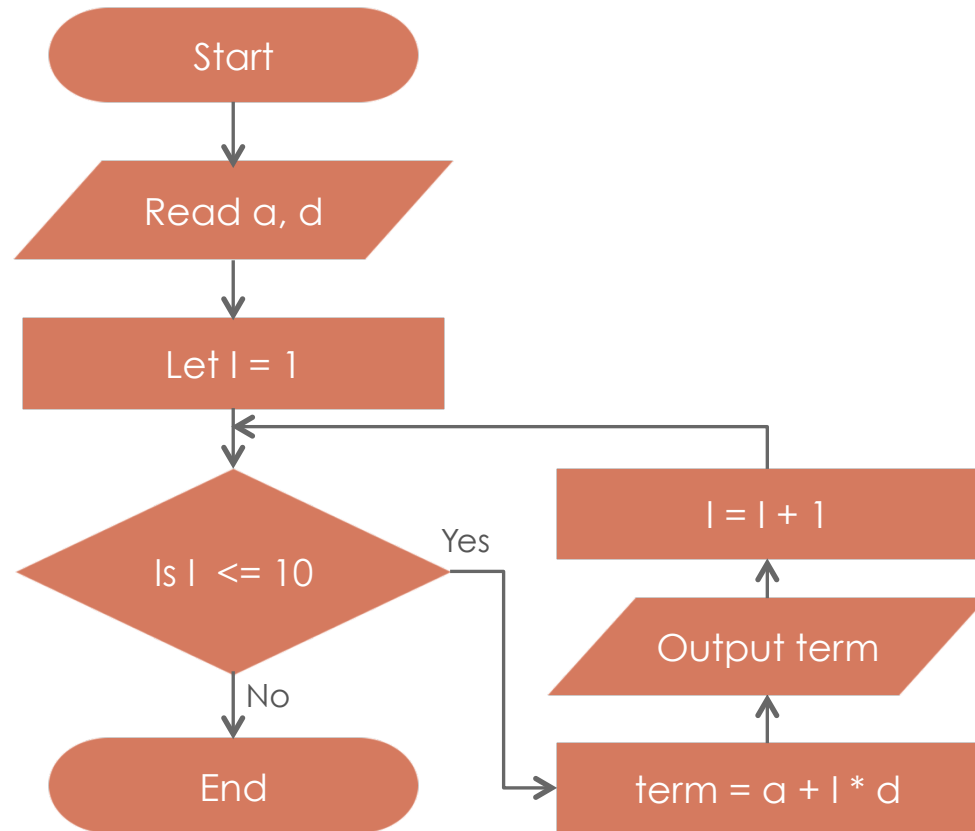 Start
Read a, d
Let I = 1
Is I <= 10
Yes
No
End
term = a + I * d
Output term
I = I + 1